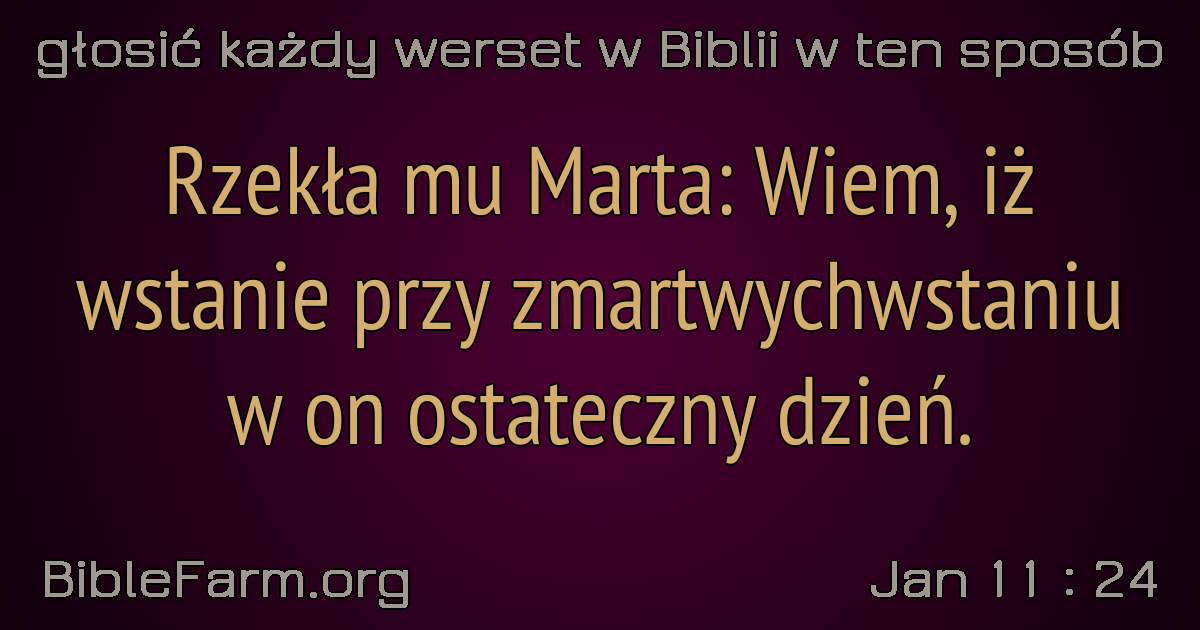 głosić każdy werset w Biblii w ten sposób
Rzekła mu Marta: Wiem, iż
wstanie przy zmartwychwstaniu
w on ostateczny dzień.
BibleFarm.org
Jan 11 : 24